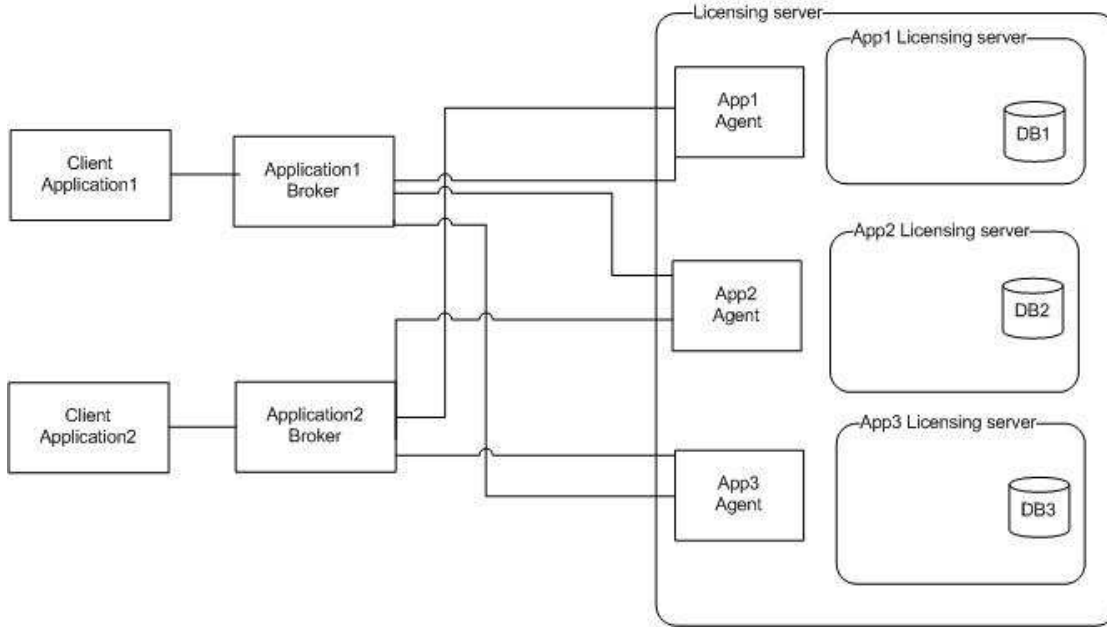 Licensing server
App1 Licensing server
App1
Agent
DB1
Client
Application1
Application1
Broker
App2 Licensing server
App2
Agent
DB2
Client
Application2
Application2
Broker
App3 Licensing server
App3
Agent
DB3